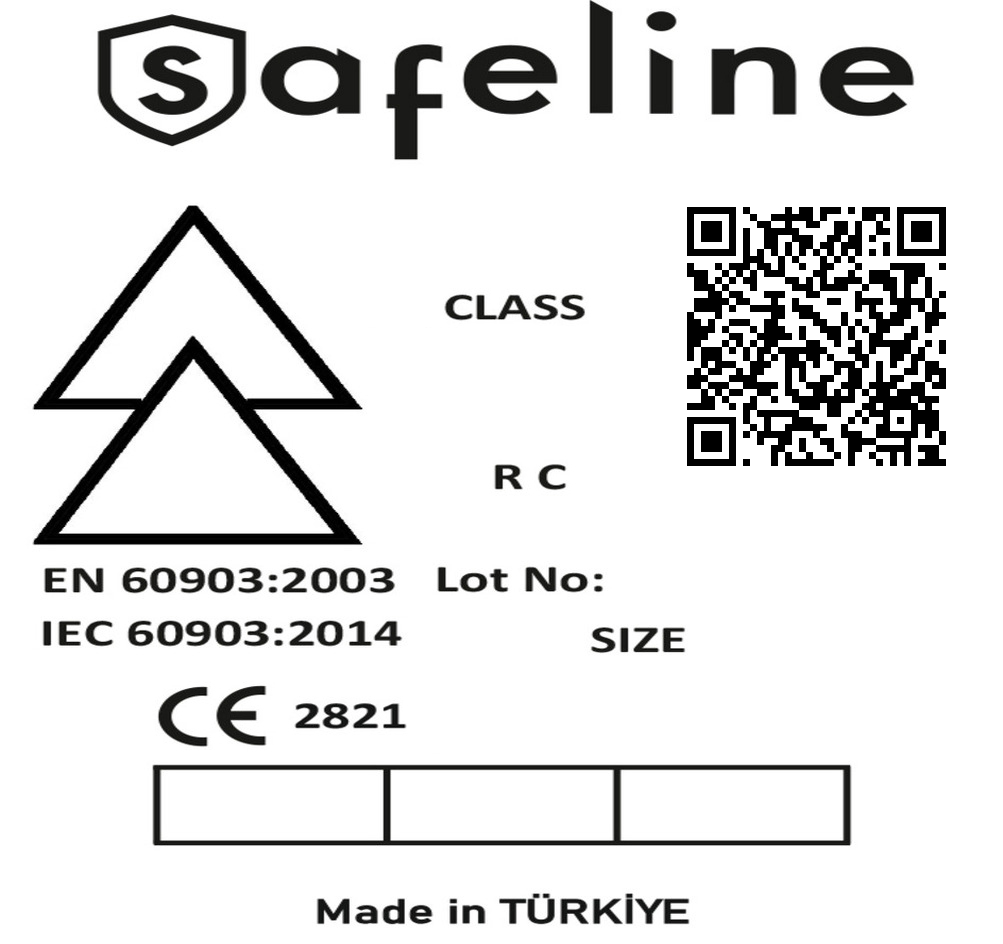 safeline
CLASS
R C
EN 60903:2003 Lot No:
IEC 60903:2014
SIZE
CE 2821
Made in TÜRKİYE